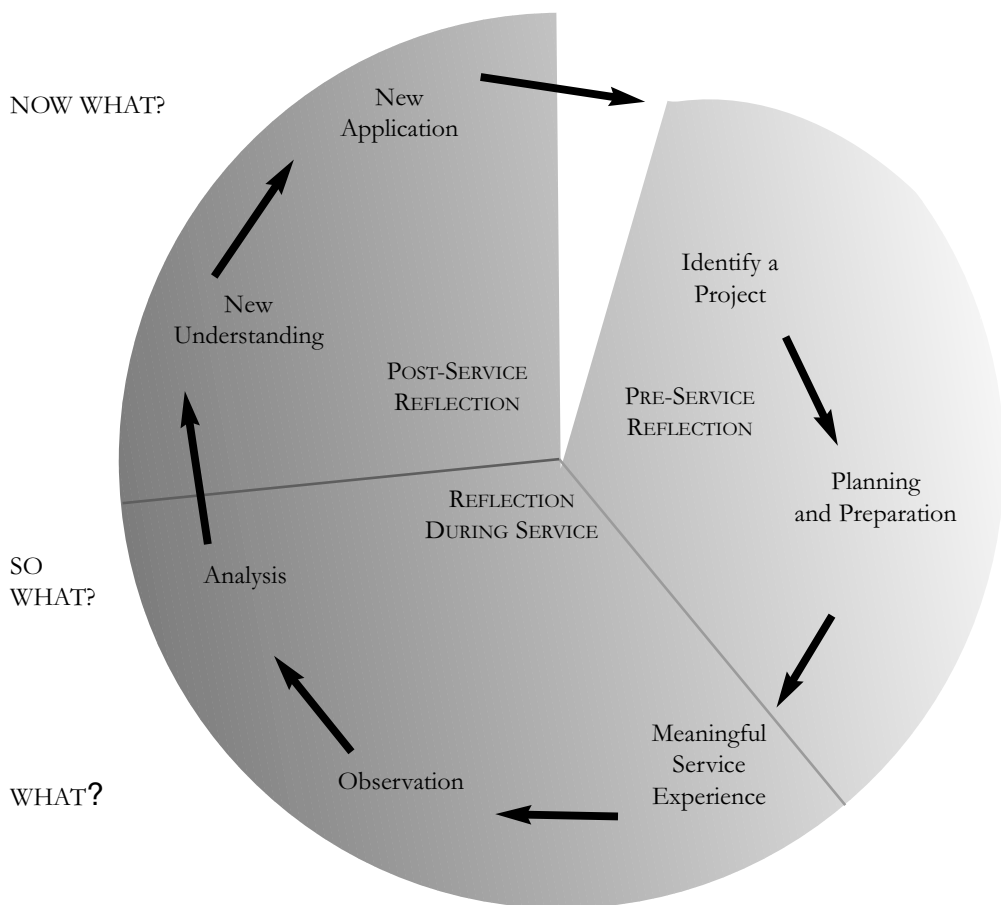 NOW WHAT?
New
Application
Identify a
Project
New
Understanding
POST-SERVICE
REFLECTION
PRE-SERVICE
REFLECTION
Planning
and Preparation
REFLECTION
DURING SERVICE
SO
WHAT?
Analysis
Meaningful
Service
Experience
Observation
WHAT?